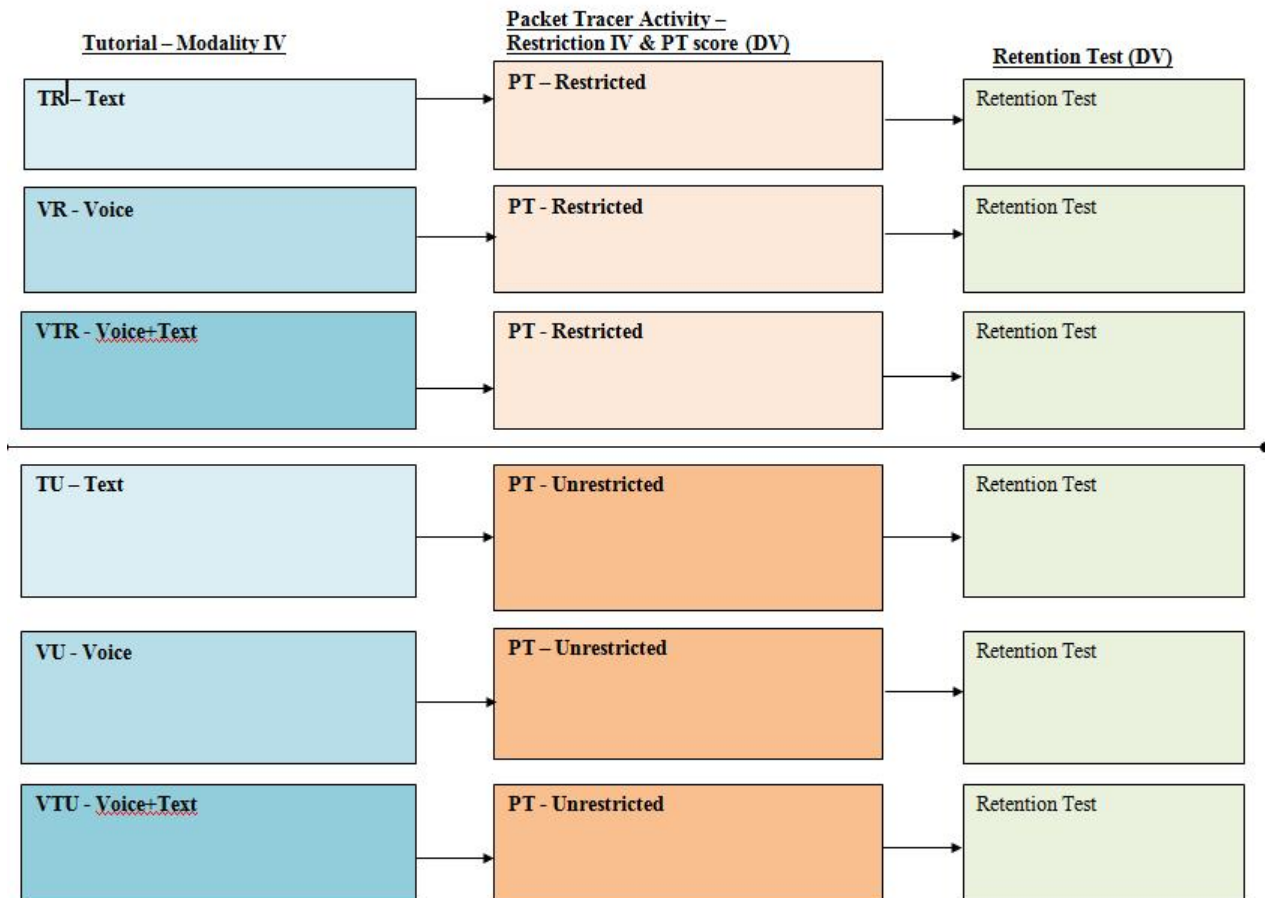 Tutorial – Modality IV
Packet Tracer Activity –
Restriction IV & PT score (DV)
Retention Test (DV)
TR – Text
PT – Restricted
Retention Test
VR - Voice
PT - Restricted
Retention Test
VTR - Voice+Text
PT - Restricted
Retention Test
TU – Text
PT - Unrestricted
Retention Test
VU - Voice
PT – Unrestricted
Retention Test
VTU - Voice+Text
PT - Unrestricted
Retention Test